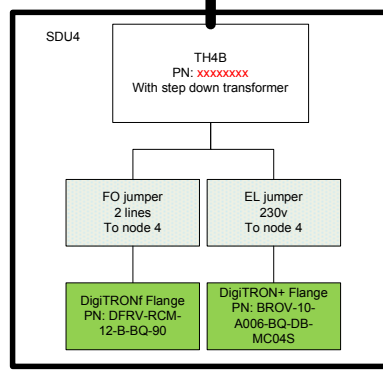 SDU4
TH4B
PN: xxxxxxxx
With step down transformer
FO jumper
2 lines
To node 4
EL jumper
230v
To node 4
DigiTRONf Flange
PN: DFRV-RCM-
12-B-BQ-90
DigiTRON+ Flange
PN: BROV-10-
A006-BQ-DB-
MC04S